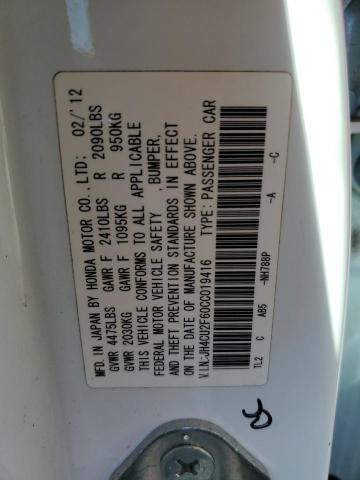 MFD. IN JAPAN BY HONDA MOTOR CO., LTD: 02/'12
GVWR 4475LBS GAWR F 2410LBS R 2090LBS
GVWR 2030KG GAWR F 1095KG R 950KG
THIS VEHICLE CONFORMS TO ALL APPLICABLE
FEDERAL MOTOR VEHICLE SAFETY, BUMPER,
AND THEFT PREVENTION STANDARDS IN EFFECT
ON THE DATE OF MANUFACTURE SHOWN ABOVE
V.I.N:JH4CU2F60CC019416 TYPE: PASSENGER CAR
TL2 C AB5 -NH788P -A -C